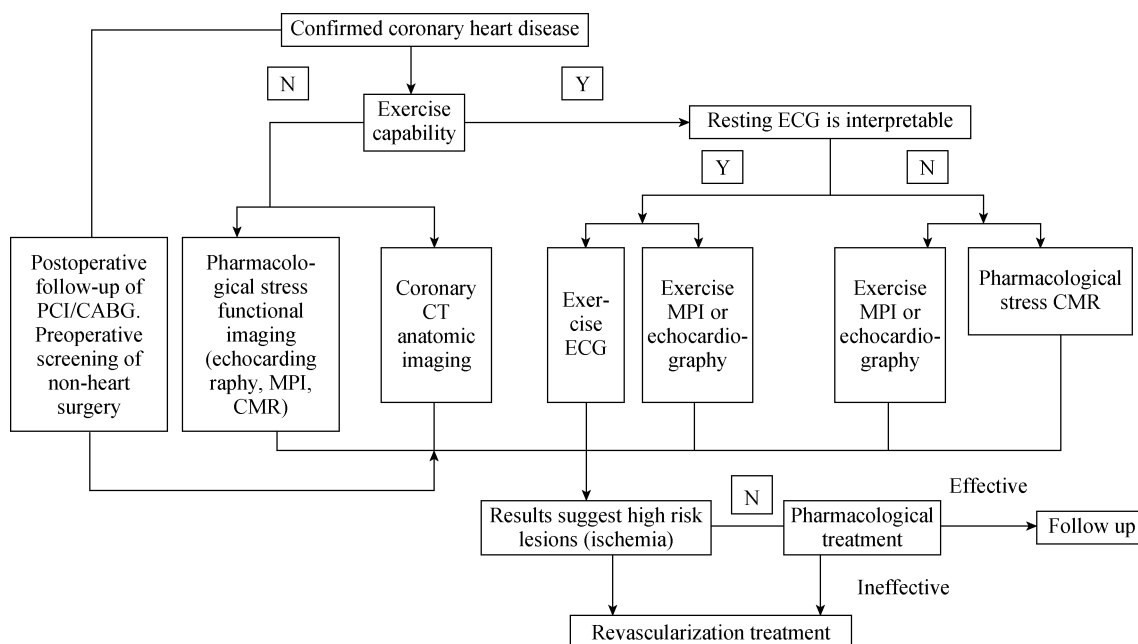 Confirmed coronary heart disease
N
Y
Exercise
capability
Resting ECG is interpretable
Y
N
Postoperative
follow-up of
PCI/CABG.
Preoperative
screening of
non-heart
surgery
Pharmacolo-
gical stress
functional
imaging
(echocarding
raphy, MPI,
CMR)
Coronary
CT
anatomic
imaging
Exer-
cise
ECG
Exercise
MPI or
echocardio-
graphy
Exercise
MPI or
echocardio-
graphy
Pharmacological
stress CMR
Results suggest high risk
lesions (ischemia)
N
Pharmacological
treatment
Effective
Follow up
Ineffective
Revascularization treatment